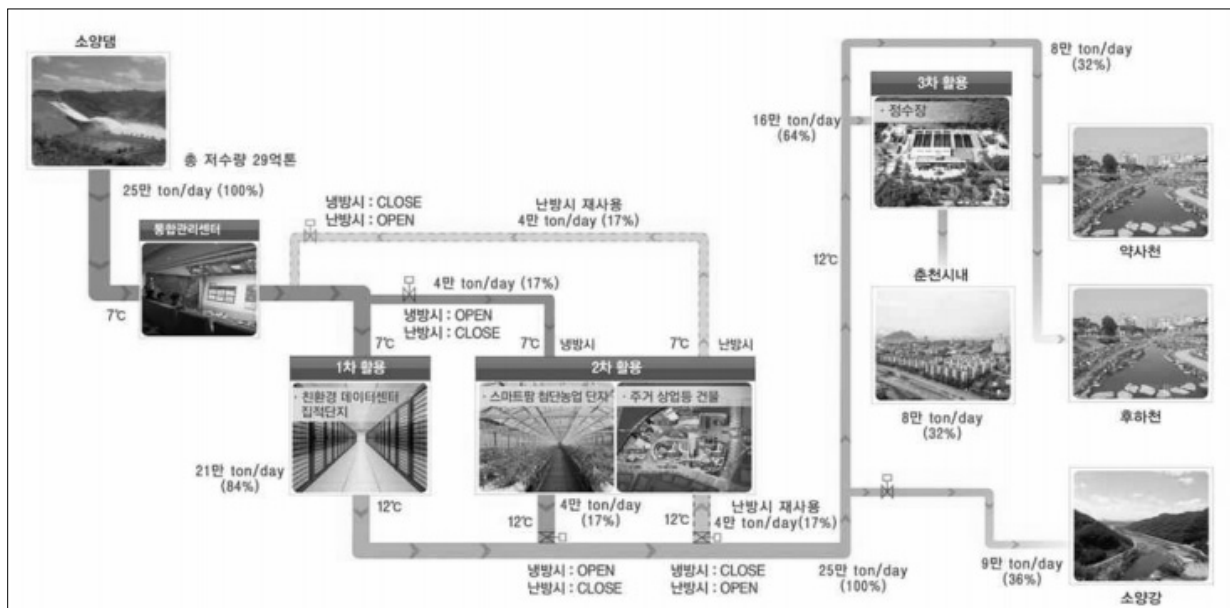 소양댐
총 저수량 29억톤
25만 ton/day (100%)
통합관리센터
7℃
냉방시 : CLOSE
난방시 : OPEN
난방시 재사용
4만 ton/day (17%)
4만 ton/day (17%)
냉방시 : OPEN
난방시 : CLOSE
7℃
7℃
냉방시
7℃
난방시
1차 활용
· 친환경 데이터센터
집적단지
2차 활용
· 스마트팜 첨단농업 단지
· 주거 상업등 건물
21만 ton/day
(84%)
12℃
12℃
4만 ton/day
(17%)
12℃
난방시 재사용
4만 ton/day(17%)
냉방시 : OPEN
난방시 : CLOSE
냉방시 : CLOSE
난방시 : OPEN
25만 ton/day
(100%)
12℃
16만 ton/day
(64%)
3차 활용
· 정수장
춘천시내
8만 ton/day
(32%)
8만 ton/day
(32%)
약사천
후하천
9만 ton/day
(36%)
소양강